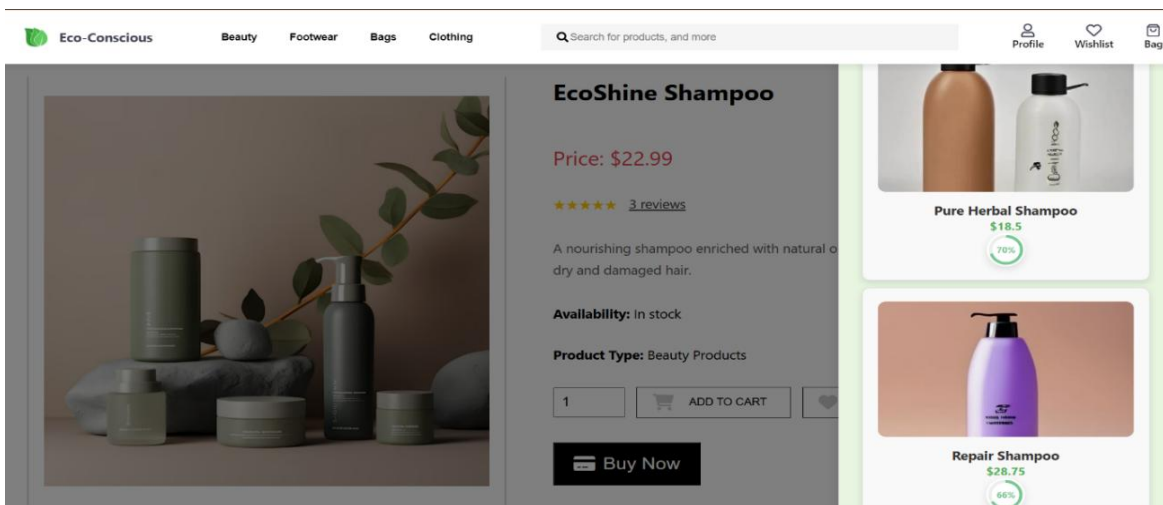 Eco-Conscious Beauty Footwear Bags Clothing Search for products, and more Profile Wishlist Bag
EcoShine Shampoo
Price: $22.99
★★★★★ 3 reviews
A nourishing shampoo enriched with natural o
dry and damaged hair.
Availability: In stock
Product Type: Beauty Products
1 ADD TO CART
Buy Now
Pure Herbal Shampoo
$18.5
70%
Repair Shampoo
$28.75
66%